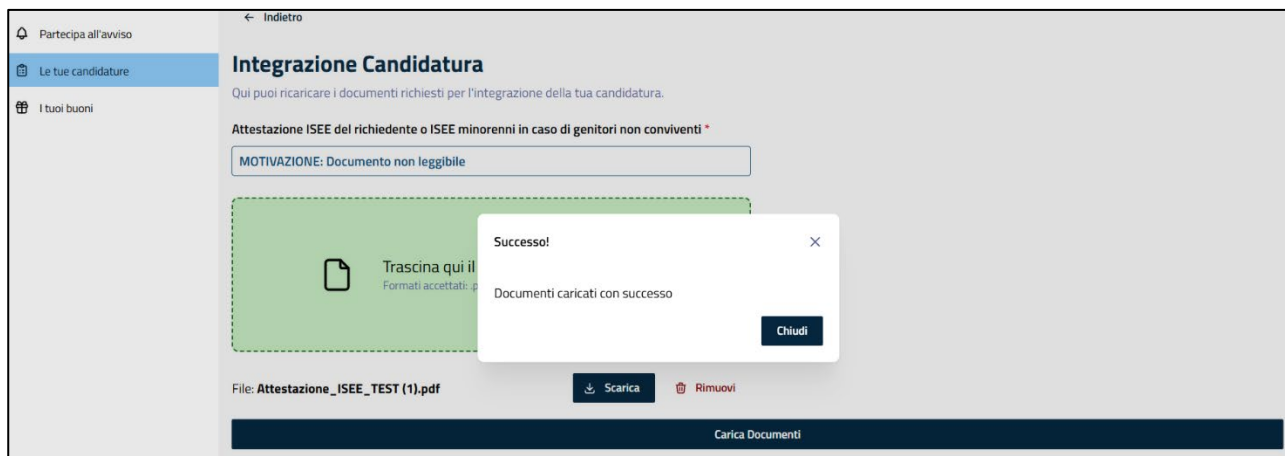 ← Indietro
Partecipa all'avviso
Le tue candidature
I tuoi buoni
Integrazione Candidatura
Qui puoi ricaricare i documenti richiesti per l'integrazione della tua candidatura.
Attestazione ISEE del richiedente o ISEE minorenni in caso di genitori non conviventi *
MOTIVAZIONE: Documento non leggibile
Trascina qui il
Formati accettati: .p
Successo!
Documenti caricati con successo
Chiudi
File: Attestazione_ISEE_TEST (1).pdf
Scarica
Rimuovi
Carica Documenti